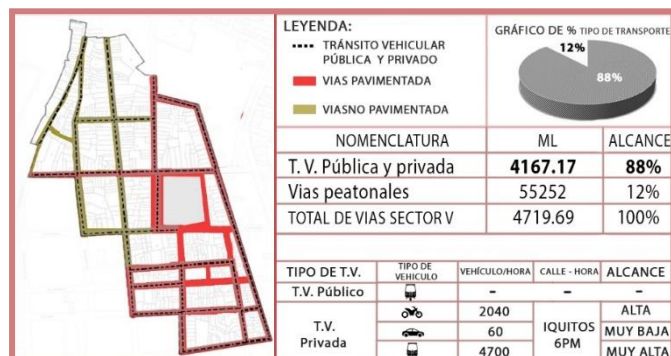 LEYENDA:
TRÁNSITO VEHICULAR
PÚBLICA Y PRIVADO
VIAS PAVIMENTADA
VIASNO PAVIMENTADA
GRÁFICO DE % TIPO DE TRANSPORTE
12%
88%
NOMENCLATURA ML ALCANCE
T. V. Pública y privada 4167.17 88%
Vias peatonales 55252 12%
TOTAL DE VIAS SECTOR V 4719.69 100%
TIPO DE T.V. TIPO DE VEHICULO VEHÍCULO/HORA CALLE - HORA ALCANCE
T.V. Público - - -
T.V. Privada 2040 IQUITOS 6PM ALTA
60 MUY BAJA
4700 MUY ALTA